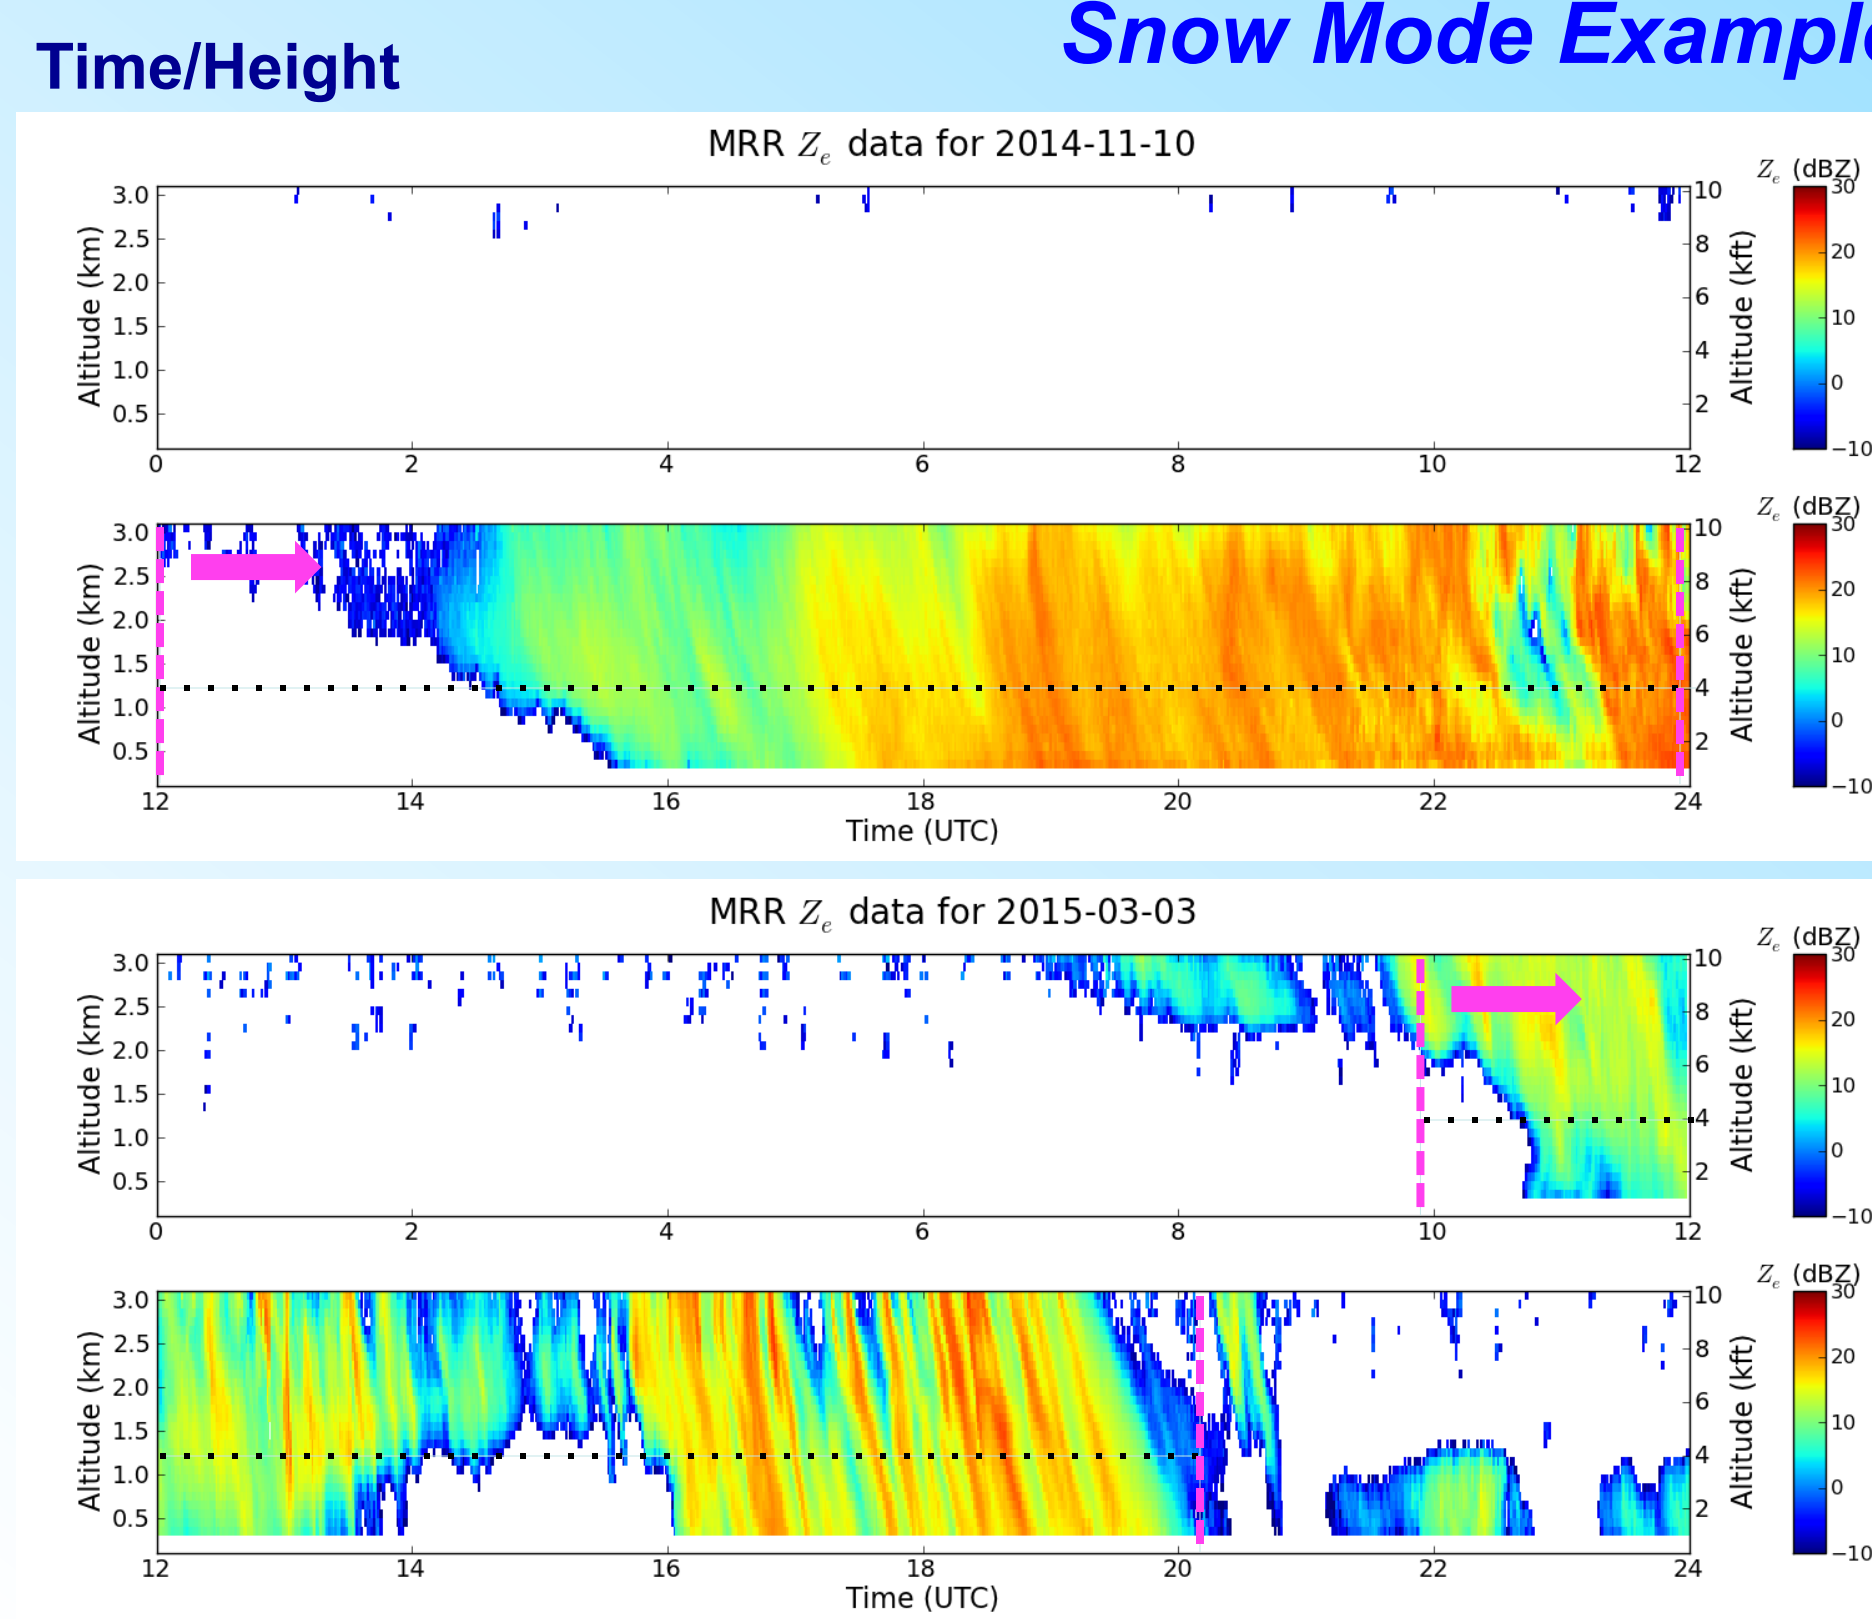 Snow Mode Example
Time/Height
MRR Z_e data for 2014-11-10
Z_e (dBZ)
3.0
2.5
2.0
1.5
1.0
0.5
Altitude (km)
10
8
6
4
2
Altitude (kft)
30
20
10
0
−10
0 2 4 6 8 10 12
Z_e (dBZ)
3.0
2.5
2.0
1.5
1.0
0.5
Altitude (km)
10
8
6
4
2
Altitude (kft)
30
20
10
0
−10
12 14 16 18 20 22 24
Time (UTC)
MRR Z_e data for 2015-03-03
Z_e (dBZ)
3.0
2.5
2.0
1.5
1.0
0.5
Altitude (km)
10
8
6
4
2
Altitude (kft)
30
20
10
0
−10
0 2 4 6 8 10 12
Z_e (dBZ)
3.0
2.5
2.0
1.5
1.0
0.5
Altitude (km)
10
8
6
4
2
Altitude (kft)
30
20
10
0
−10
12 14 16 18 20 22 24
Time (UTC)